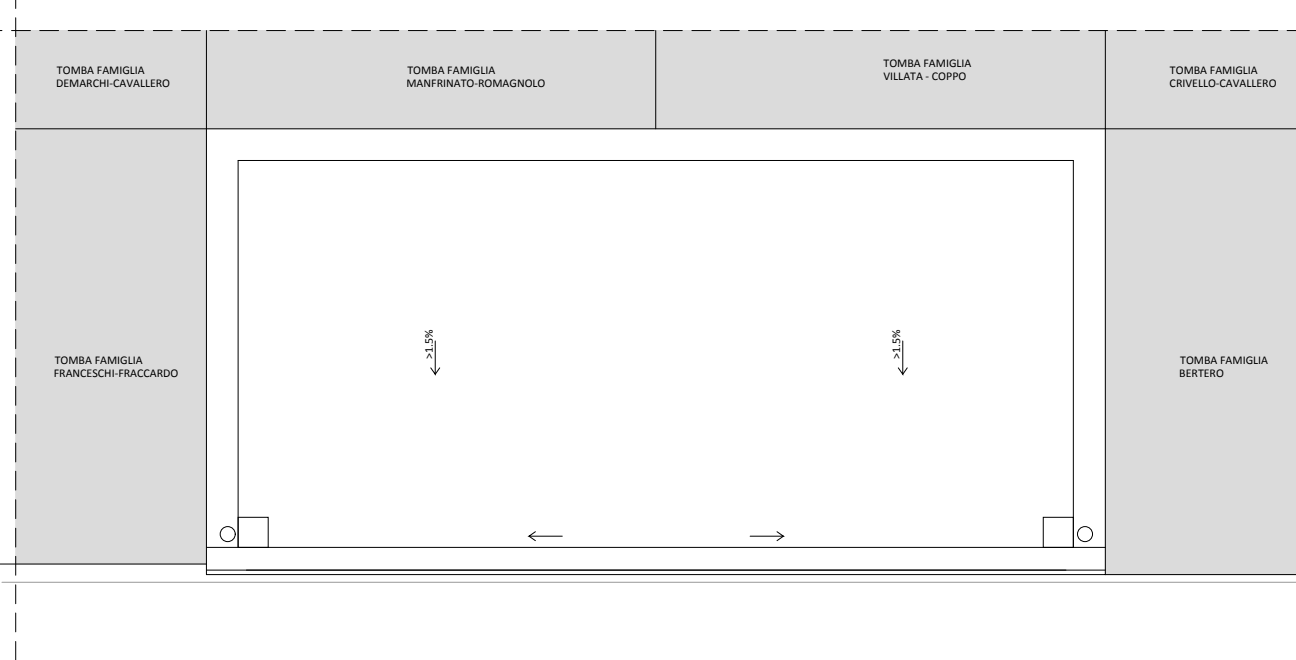 TOMBA FAMIGLIA
DEMARCHI-CAVALLERO
TOMBA FAMIGLIA
MANFRINATO-ROMAGNOLO
TOMBA FAMIGLIA
VILLATA - COPPO
TOMBA FAMIGLIA
CRIVELLO-CAVALLERO
TOMBA FAMIGLIA
FRANCESCHI-FRACCARDO
>1.5%
>1.5%
TOMBA FAMIGLIA
BERTERO